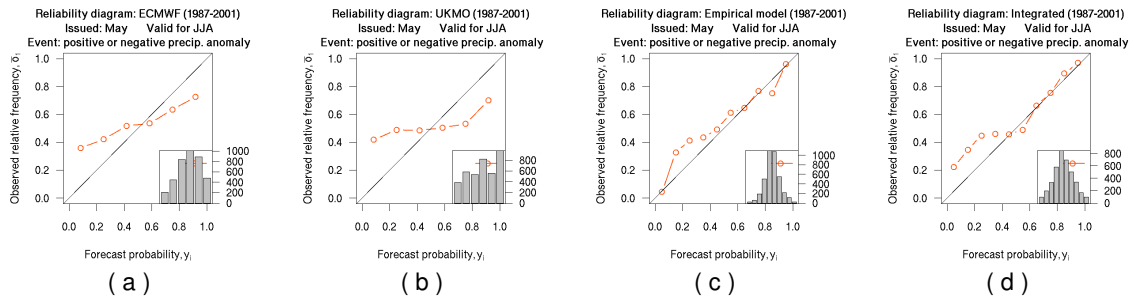 Reliability diagram: ECMWF (1987-2001)
Issued: May Valid for JJA
Event: positive or negative precip. anomaly
Observed relative frequency, ō₁
1.0
0.8
0.6
0.4
0.2
0.0
0.0 0.2 0.4 0.6 0.8 1.0
1000
800
600
400
200
0
Forecast probability, yᵢ
( a )
Reliability diagram: UKMO (1987-2001)
Issued: May Valid for JJA
Event: positive or negative precip. anomaly
Observed relative frequency, ō₁
1.0
0.8
0.6
0.4
0.2
0.0
0.0 0.2 0.4 0.6 0.8 1.0
800
600
400
200
0
Forecast probability, yᵢ
( b )
Reliability diagram: Empirical model (1987-2001)
Issued: May Valid for JJA
Event: positive or negative precip. anomaly
Observed relative frequency, ō₁
1.0
0.8
0.6
0.4
0.2
0.0
0.0 0.2 0.4 0.6 0.8 1.0
1000
800
600
400
200
0
Forecast probability, yᵢ
( c )
Reliability diagram: Integrated (1987-2001)
Issued: May Valid for JJA
Event: positive or negative precip. anomaly
Observed relative frequency, ō₁
1.0
0.8
0.6
0.4
0.2
0.0
0.0 0.2 0.4 0.6 0.8 1.0
800
600
400
200
0
Forecast probability, yᵢ
( d )